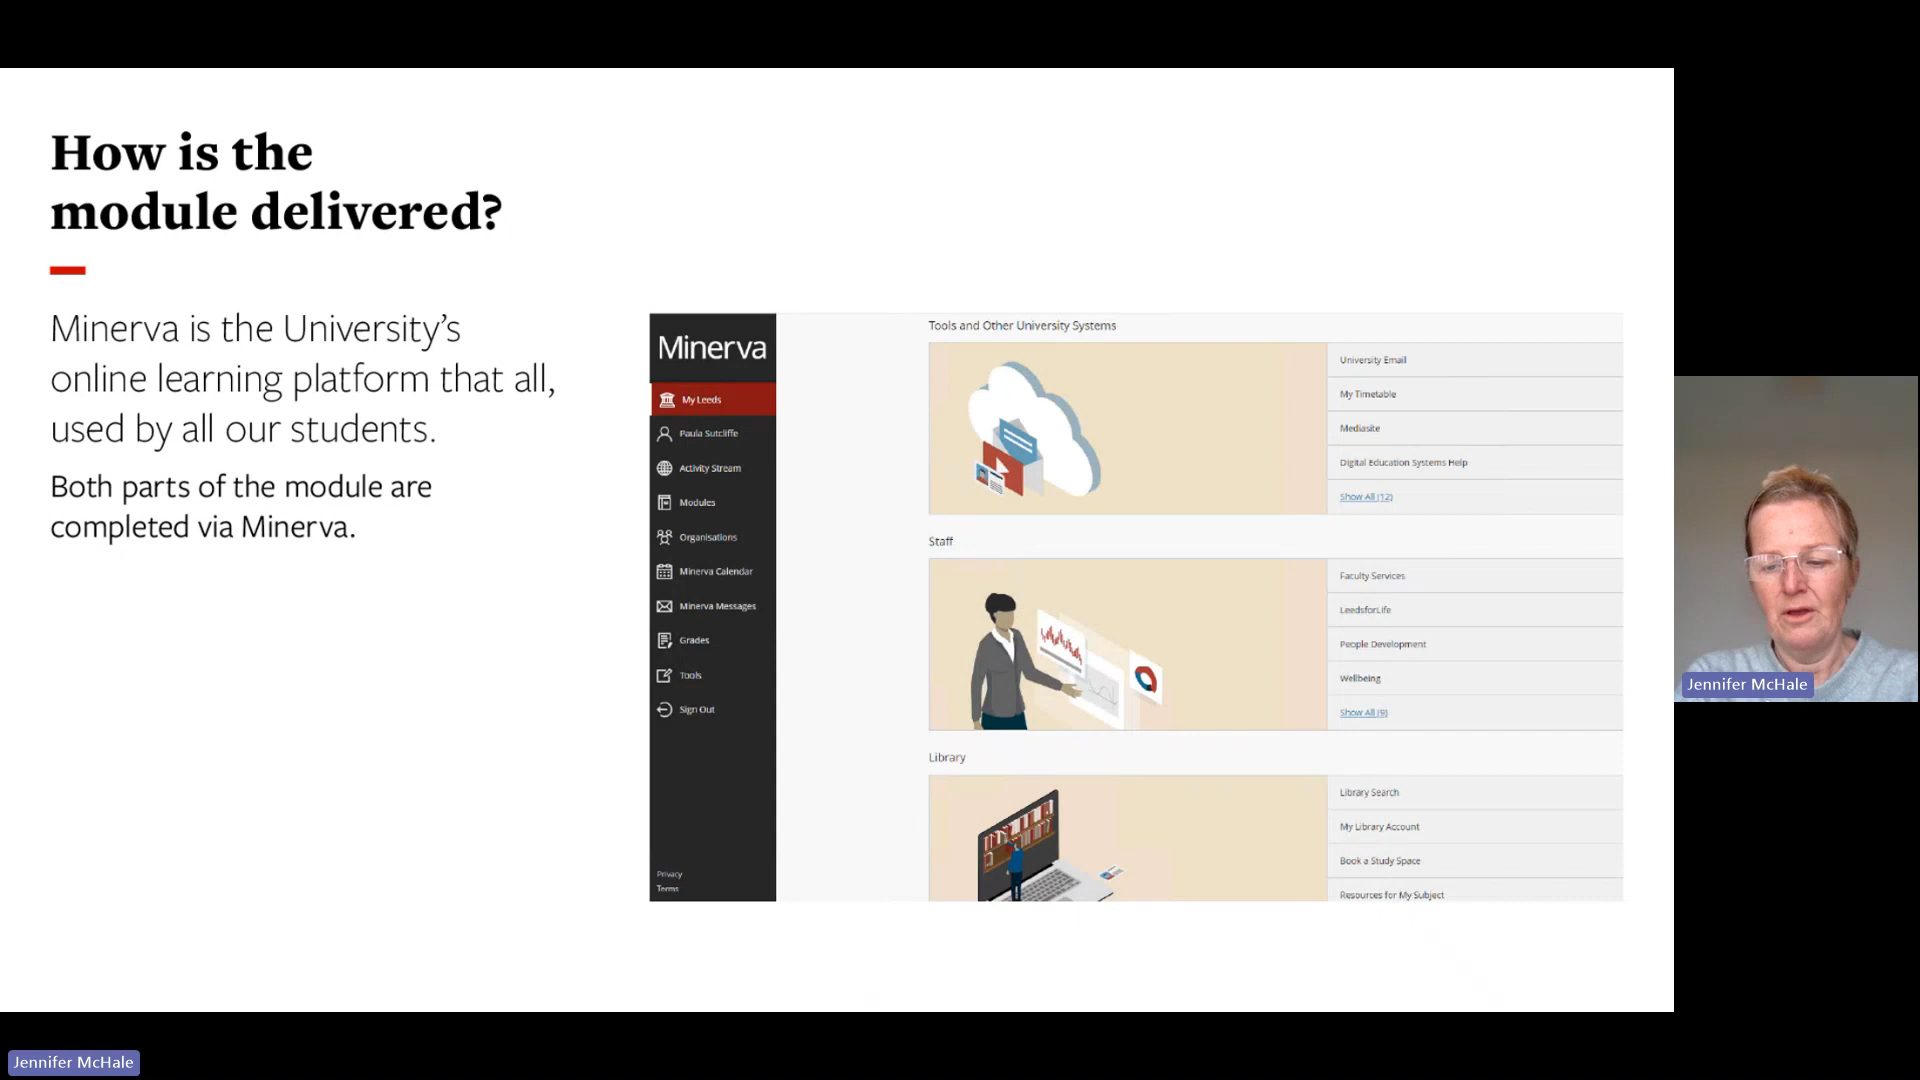 How is the
module delivered?
Minerva is the University’s
online learning platform that all,
used by all our students.
Both parts of the module are
completed via Minerva.
Minerva
My Leeds
Paula Sutcliffe
Activity Stream
Modules
Organisations
Minerva Calendar
Minerva Messages
Grades
Tools
Sign Out
Privacy
Terms
Tools and Other University Systems
University Email
My Timetable
Mediasite
Digital Education Systems Help
Show All (12)
Staff
Faculty Services
LeedsforLife
People Development
Wellbeing
Show All (9)
Library
Library Search
My Library Account
Book a Study Space
Resources for My Subject
Jennifer McHale
Jennifer McHale